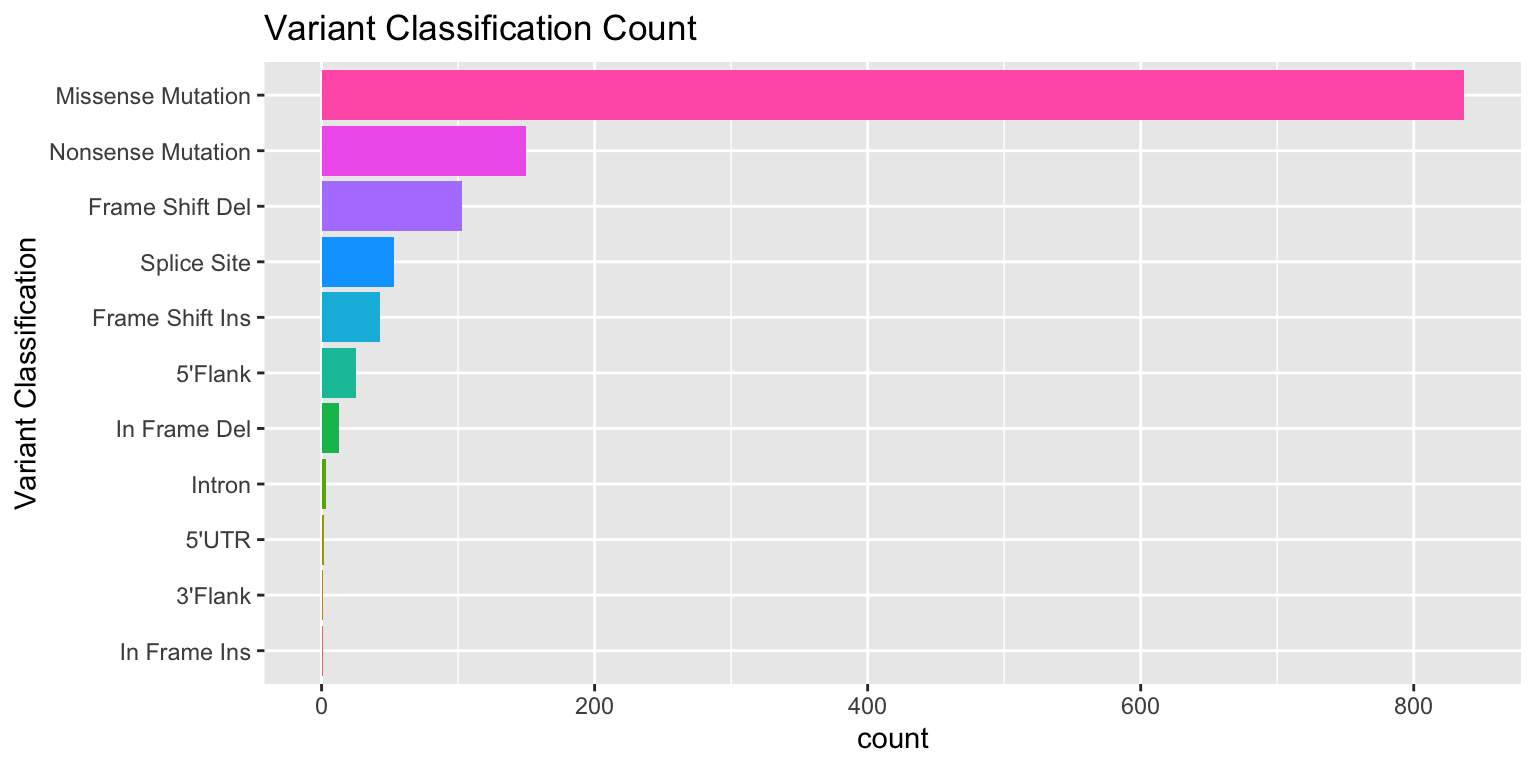 Variant Classification Count
Variant Classification
Missense Mutation
Nonsense Mutation
Frame Shift Del
Splice Site
Frame Shift Ins
5'Flank
In Frame Del
Intron
5'UTR
3'Flank
In Frame Ins
0 200 400 600 800
count